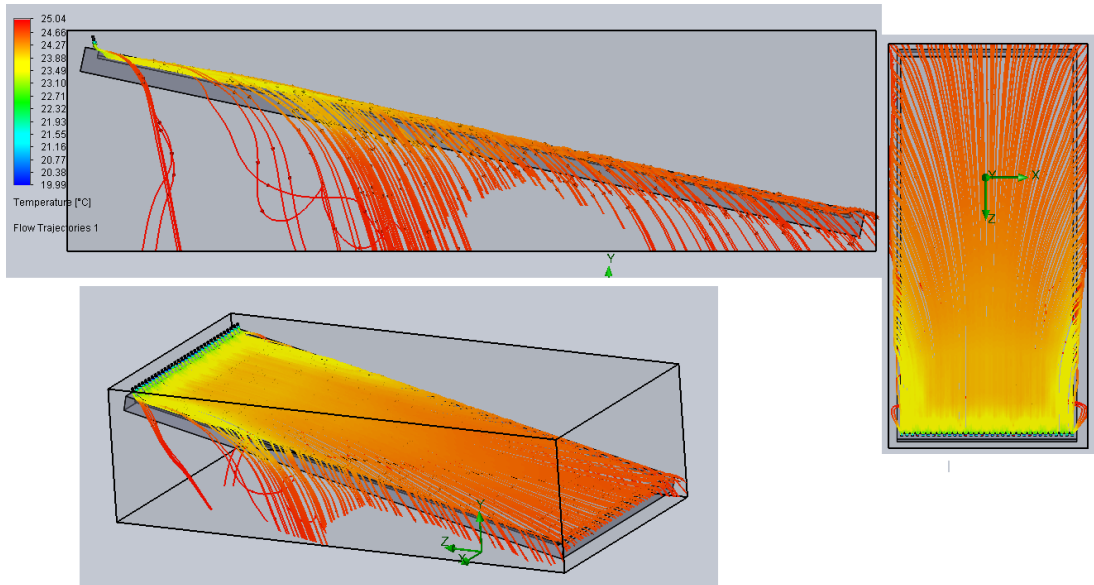 25.04
24.66
24.27
23.88
23.49
23.10
22.71
22.32
21.93
21.55
21.16
20.77
20.38
19.99
Temperature [°C]
Flow Trajectories 1
Y
Y
X
Z
Y
Z
X